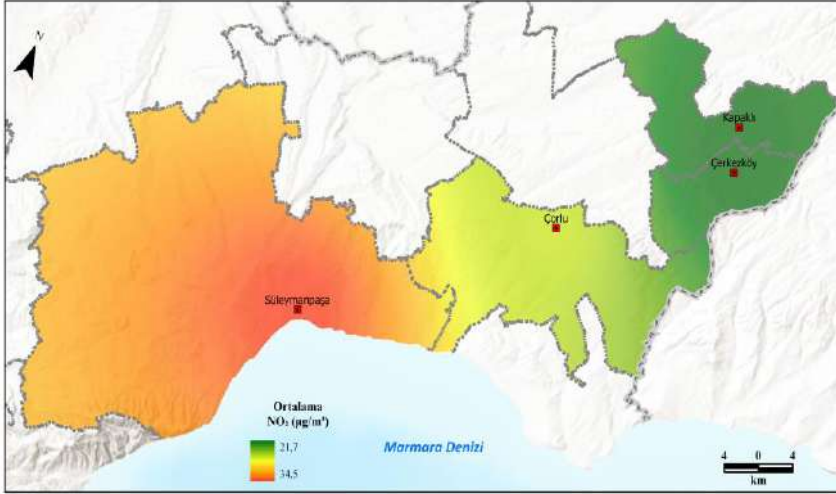 N
Kapaklı
Çerkezköy
Çorlu
Süleymanpaşa
Ortalama
NO₂ (µg/m³)
21,7
34,5
Marmara Denizi
4 0 4
km